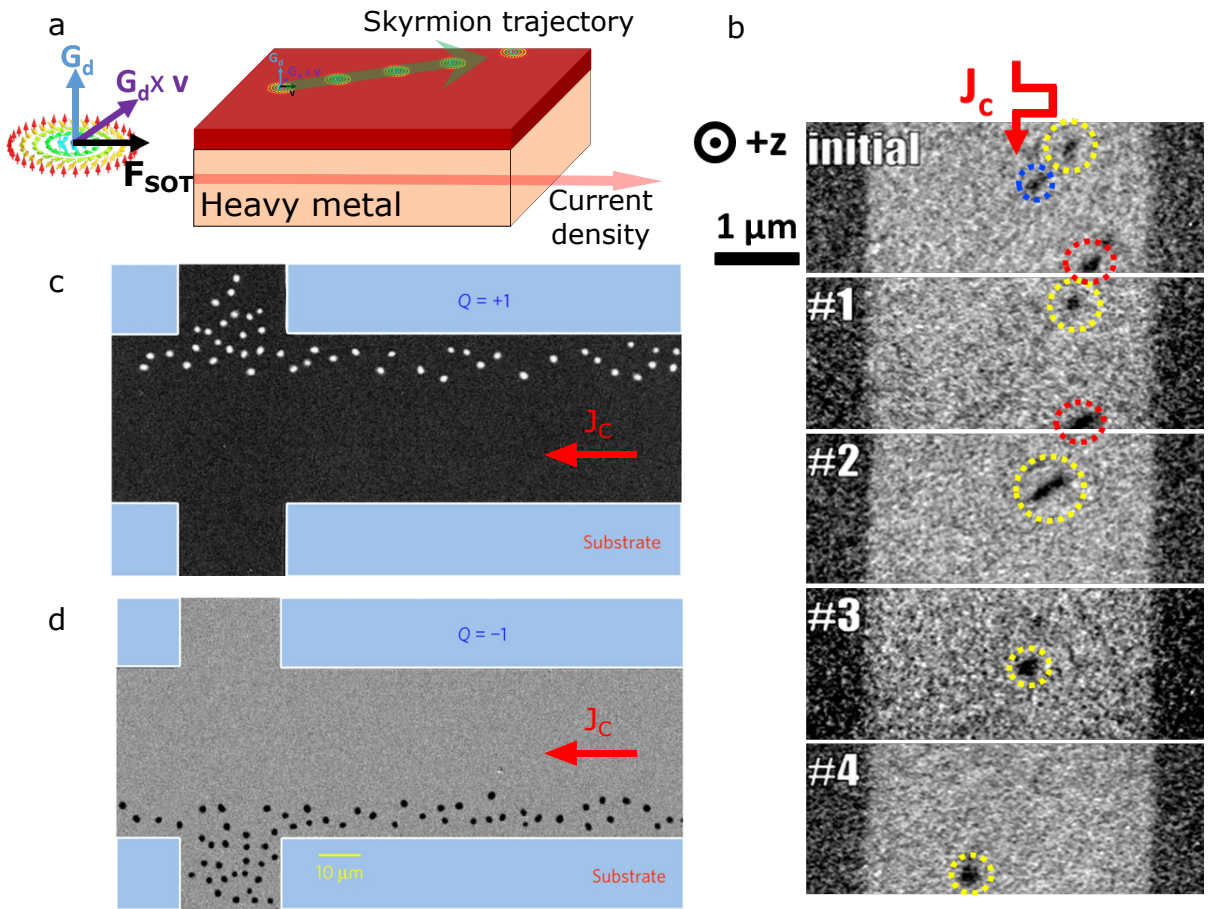 a
Skyrmion trajectory
G_d
G_d X v
F_SOT
G_d
G_d X v
v
Heavy metal
Current
density
b
J_C
+z
1 μm
initial
#1
#2
#3
#4
c
Q = +1
J_C
Substrate
d
Q = −1
J_C
10 μm
Substrate